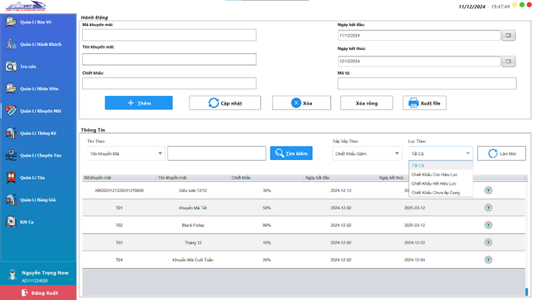 11/12/2024 - 19:47:44
Quản Lí Bán Vé
Quản Lí Hành Khách
Tra cứu
Quản Lí Nhân Viên
Quản Lí Khuyến Mãi
Quản Lí Thống Kê
Quản Lí Chuyến Tàu
Quản Lí Tàu
Quản Lí Bảng Giá
Kết Ca
Nguyễn Trọng Now
Đăng Xuất
Hành Động
Mã khuyến mãi:
Ngày bắt đầu:
11/12/2024
Tên khuyến mãi:
Ngày kết thúc:
12/12/2024
Chiết khấu:
Mô tả:
Thêm
Cập nhật
Xóa
Xóa rỗng
Xuất file
Thông Tin
Tìm Theo
Sắp Xếp Theo
Lọc Theo
Tên Khuyến Mãi
Tìm kiếm
Chiết Khấu Giảm
Tất Cả
Làm Mới
Tất Cả
Chiết Khấu Còn Hiệu Lực
Chiết Khấu Hết Hiệu Lực
Chiết Khấu Chưa Áp Dụng
Mã khuyến mãi Tên khuyến mãi Chiết khấu Ngày bắt đầu Ngày kết thúc
Siêu sale 12/12 30% 2024-12-12
T01 Khuyến Mãi Tết 50% 2024-12-02 2025-03-12
T02 Black Friday 2024-12-02 2025-03-12
T03 Tháng 12 10% 2024-12-02 2024-12-22
T04 Khuyến Mãi Cuối Tuần 20% 2024-12-02 2024-12-04